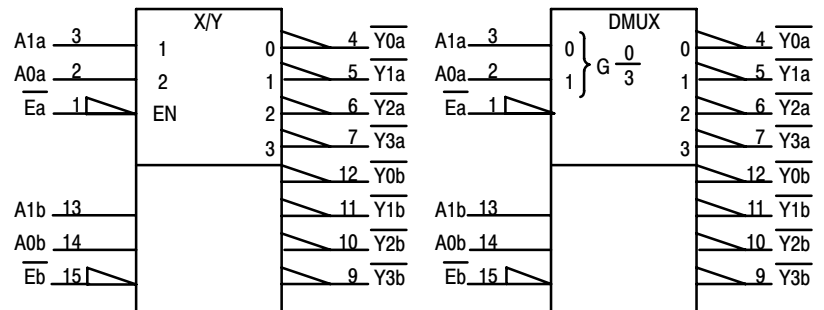 X/Y DMUX
A1a 3 1 0 4 Y0a A1a 3 0 0 4 Y0a
A0a 2 2 1 5 Y1a A0a 2 1 G 0 3 1 5 Y1a
Ea 1 EN 2 6 Y2a Ea 1 2 6 Y2a
3 7 Y3a 3 7 Y3a
12 Y0b 12 Y0b
A1b 13 11 Y1b A1b 13 11 Y1b
A0b 14 10 Y2b A0b 14 10 Y2b
Eb 15 9 Y3b Eb 15 9 Y3b